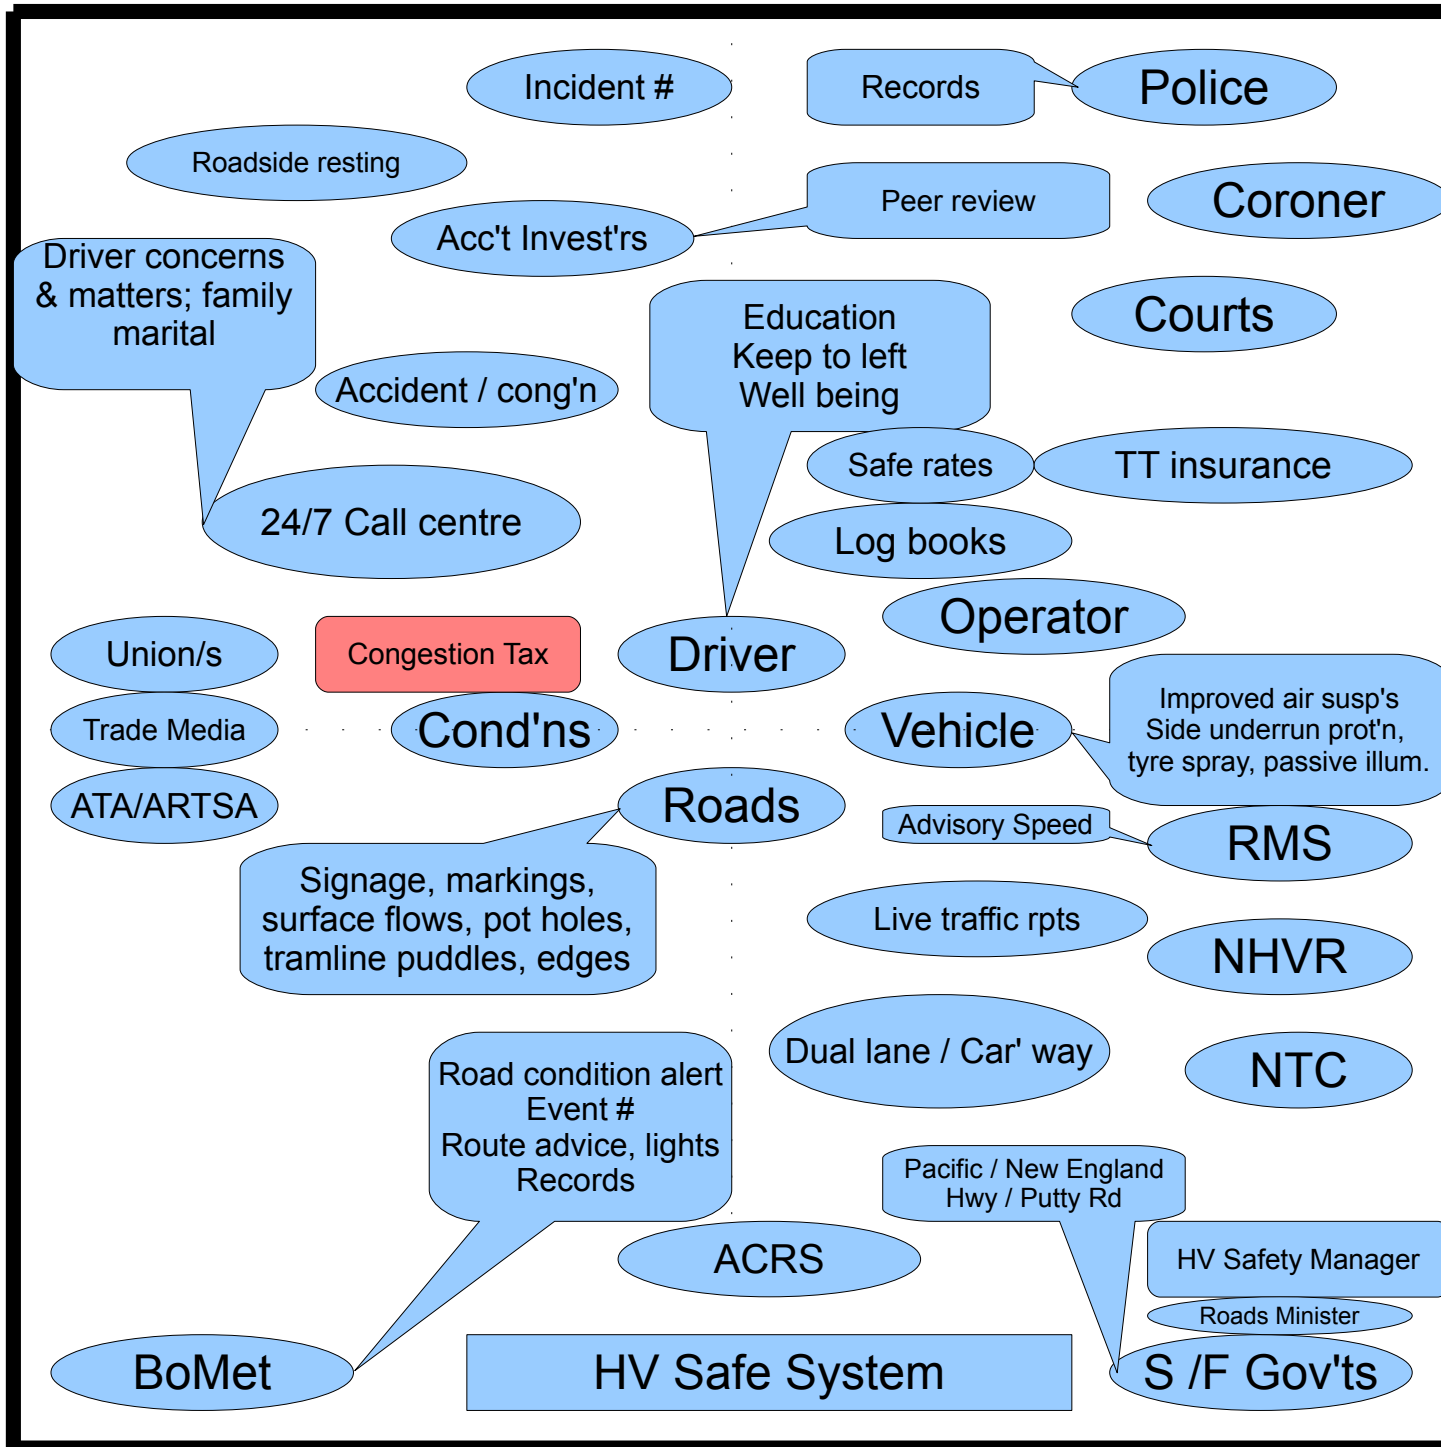 Incident #
Records
Police
Roadside resting
Peer review
Coroner
Acc't Invest'rs
Driver concerns
& matters; family
marital
Education
Keep to left
Well being
Courts
Accident / cong'n
Safe rates
TT insurance
24/7 Call centre
Log books
Operator
Union/s
Congestion Tax
Driver
Trade Media
Cond'ns
Vehicle
Improved air susp's
Side underrun prot'n,
tyre spray, passive illum.
ATA/ARTSA
Roads
Advisory Speed
RMS
Signage, markings,
surface flows, pot holes,
tramline puddles, edges
Live traffic rpts
NHVR
Dual lane / Car' way
NTC
Road condition alert
Event #
Route advice, lights
Records
Pacific / New England
Hwy / Putty Rd
ACRS
HV Safety Manager
Roads Minister
BoMet
HV Safe System
S /F Gov'ts